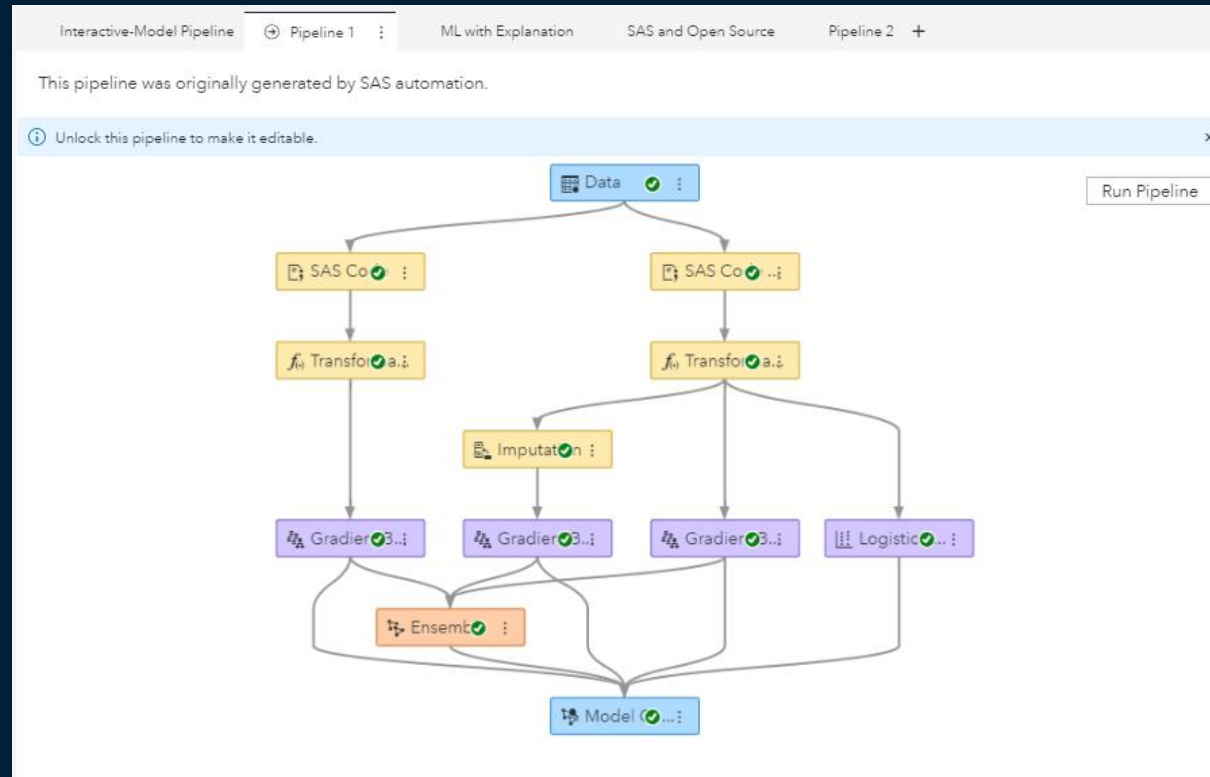 Interactive-Model Pipeline Pipeline 1 ML with Explanation SAS and Open Source Pipeline 2 +
This pipeline was originally generated by SAS automation.
Unlock this pipeline to make it editable.
Data
Run Pipeline
SAS Co SAS Co ...
Transfor a... Transfor a...
Imputat n
Gradier 3... Gradier 3... Gradier 3... Logistic ...
Ensemb
Model ...